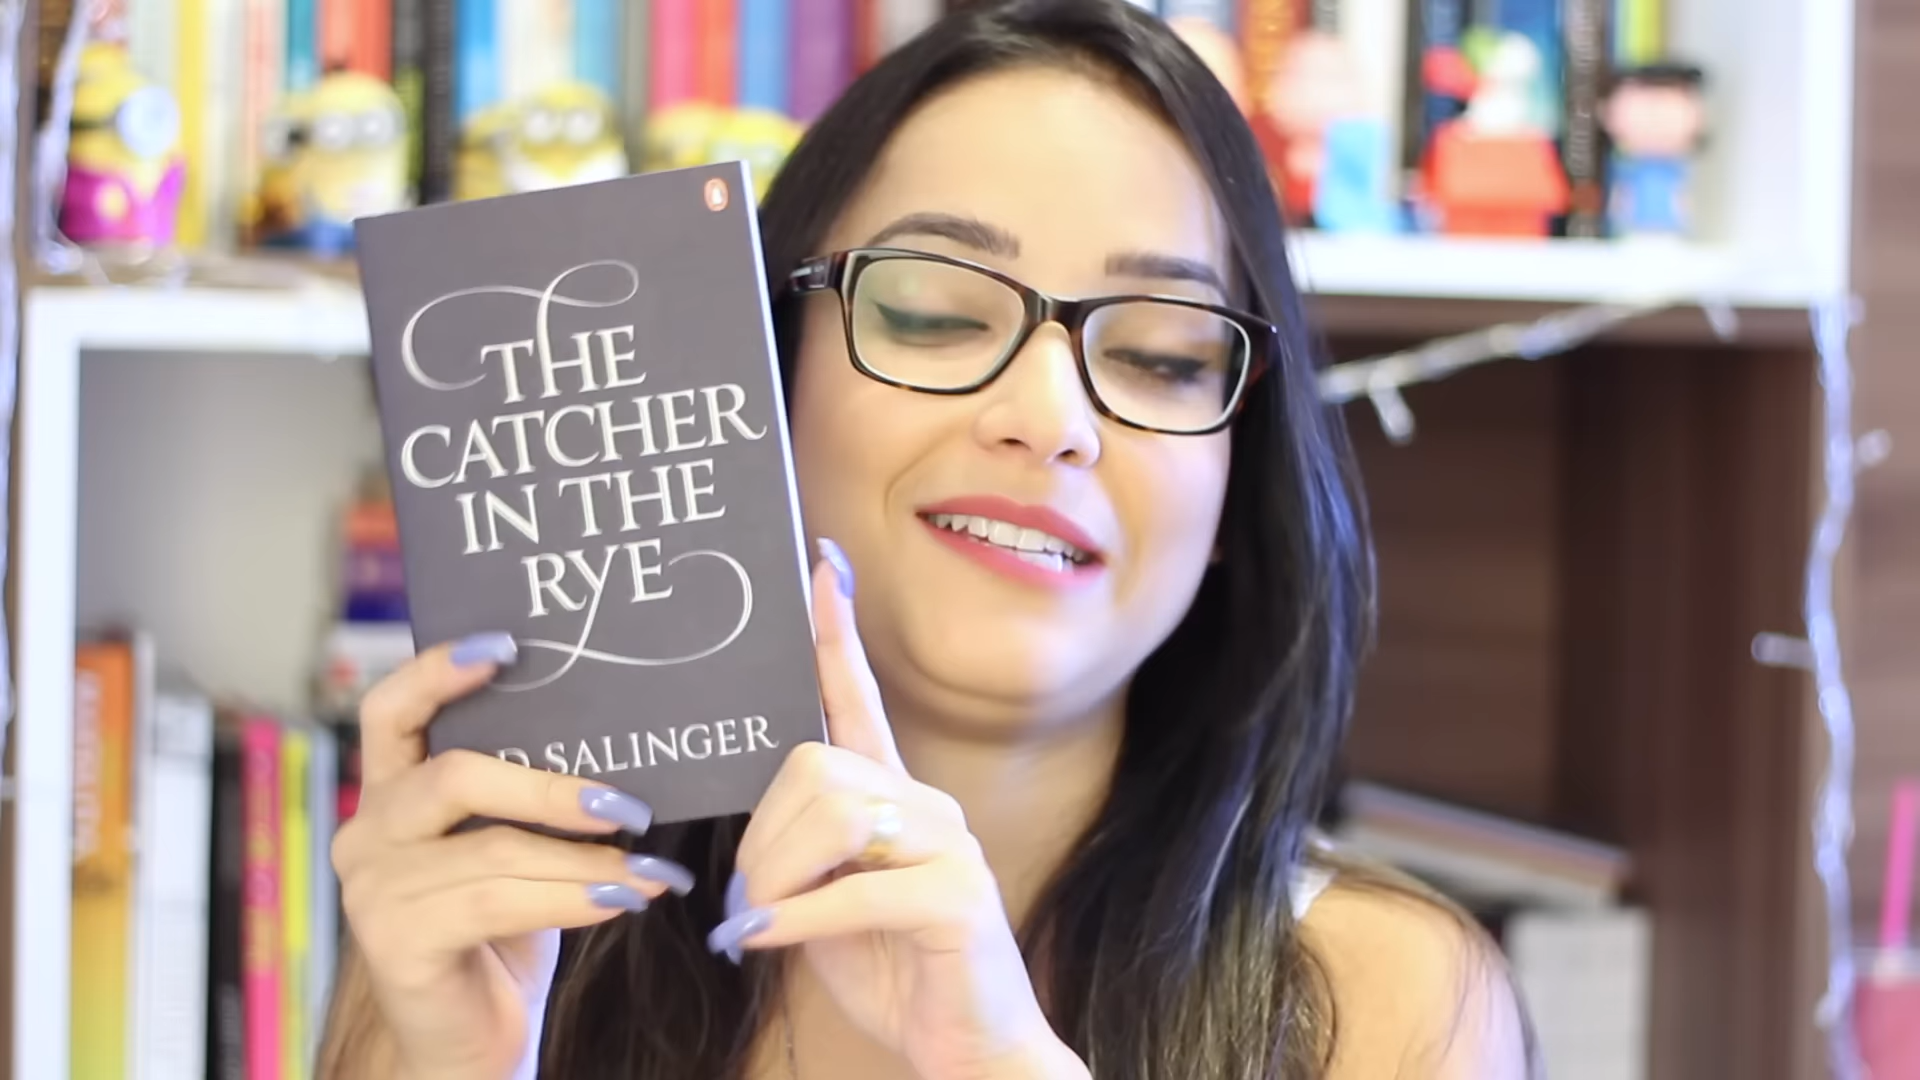 THE
CATCHER
IN THE
RYE
D SALINGER